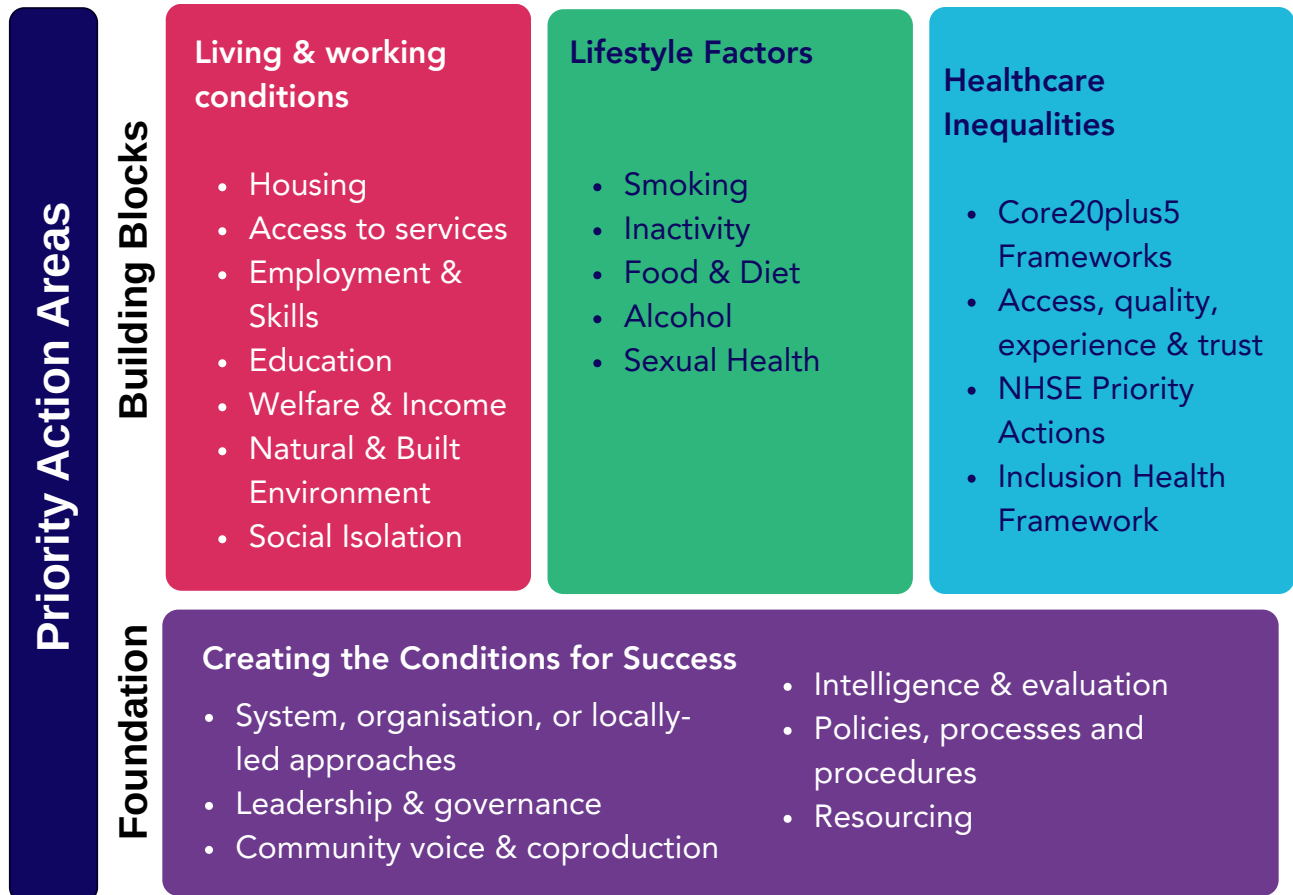 Priority Action Areas
Building Blocks
Living & working
conditions
• Housing
• Access to services
• Employment &
Skills
• Education
• Welfare & Income
• Natural & Built
Environment
• Social Isolation
Lifestyle Factors
• Smoking
• Inactivity
• Food & Diet
• Alcohol
• Sexual Health
Healthcare
Inequalities
• Core20plus5
Frameworks
• Access, quality,
experience & trust
• NHSE Priority
Actions
• Inclusion Health
Framework
Foundation
Creating the Conditions for Success
• System, organisation, or locally-
led approaches
• Leadership & governance
• Community voice & coproduction
• Intelligence & evaluation
• Policies, processes and
procedures
• Resourcing